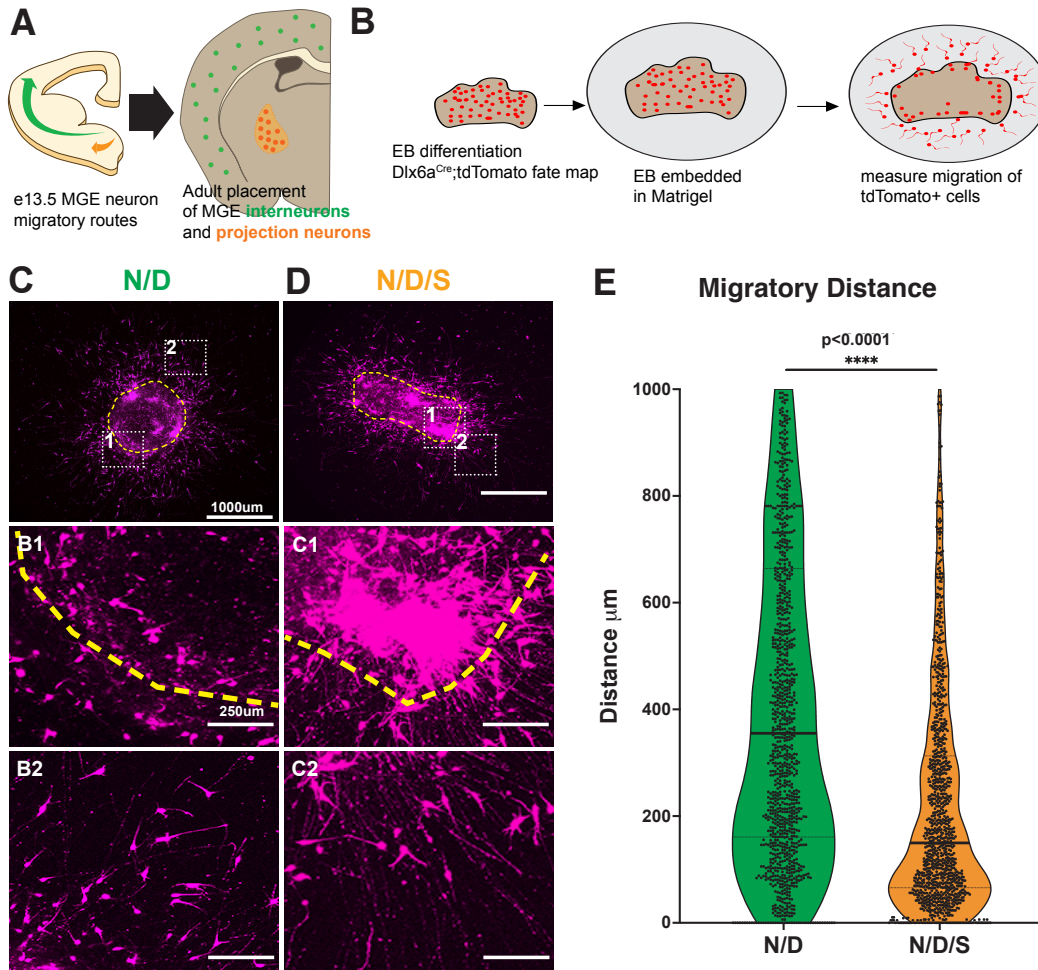 A
e13.5 MGE neuron
migratory routes
Adult placement
of MGE interneurons
and projection neurons
B
EB differentiation
Dlx6a^Cre;tdTomato fate map
EB embedded
in Matrigel
measure migration of
tdTomato+ cells
C
N/D
2
1
1000um
B1
250um
B2
D
N/D/S
1
2
C1
C2
E
Migratory Distance
p<0.0001
****
1000
800
600
400
200
0
Distance μm
N/D
N/D/S